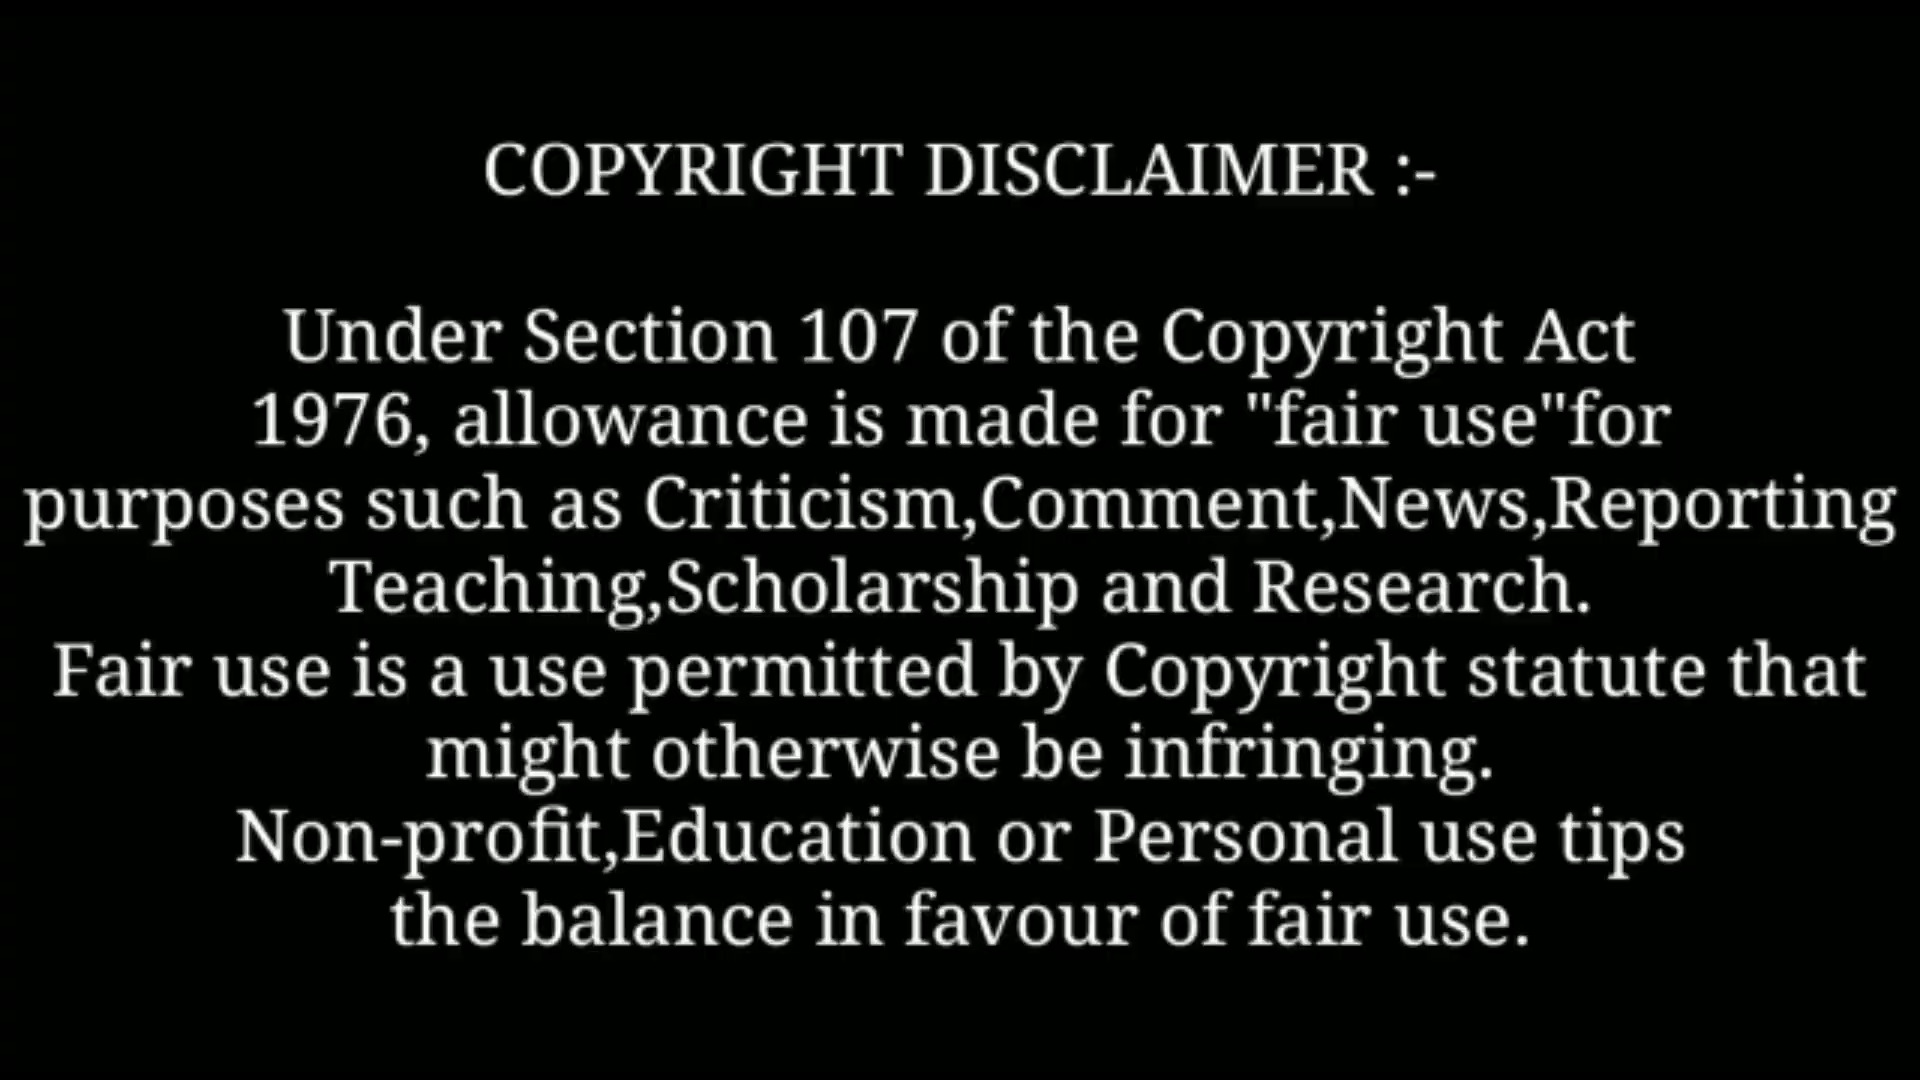 COPYRIGHT DISCLAIMER :-
Under Section 107 of the Copyright Act
1976, allowance is made for "fair use"for
purposes such as Criticism,Comment,News,Reporting
Teaching,Scholarship and Research.
Fair use is a use permitted by Copyright statute that
might otherwise be infringing.
Non-profit,Education or Personal use tips
the balance in favour of fair use.